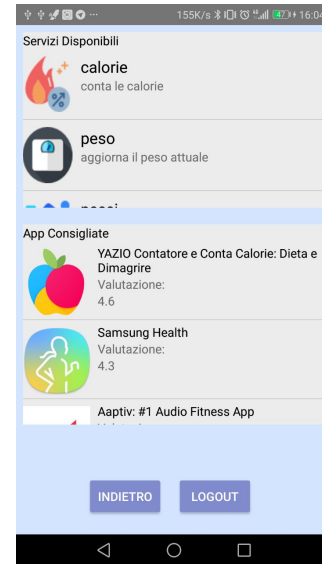 155K/s 47 16:04
Servizi Disponibili
calorie
conta le calorie
peso
aggiorna il peso attuale
App Consigliate
YAZIO Contatore e Conta Calorie: Dieta e
Dimagrire
Valutazione:
4.6
Samsung Health
Valutazione:
4.3
Aaptiv: #1 Audio Fitness App
INDIETRO LOGOUT